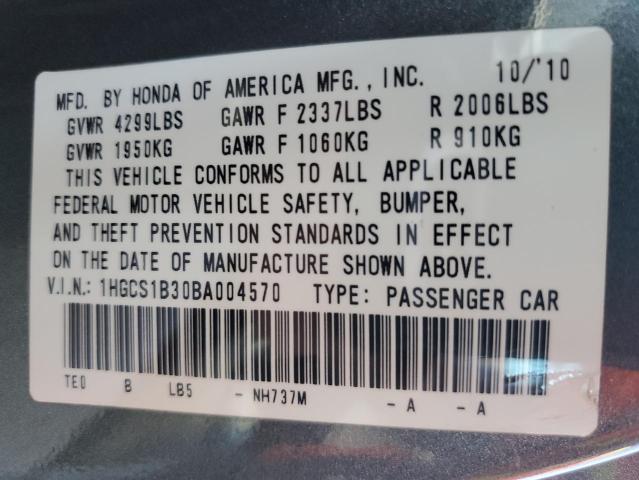 MFD. BY HONDA OF AMERICA MFG., INC. 10/'10
GVWR 4299LBS GAWR F 2337LBS R 2006LBS
GVWR 1950KG GAWR F 1060KG R 910KG
THIS VEHICLE CONFORMS TO ALL APPLICABLE
FEDERAL MOTOR VEHICLE SAFETY, BUMPER,
AND THEFT PREVENTION STANDARDS IN EFFECT
ON THE DATE OF MANUFACTURE SHOWN ABOVE.
V.I.N.: 1HGCS1B30BA004570 TYPE: PASSENGER CAR
TE0 B LB5 - NH737M - A - A